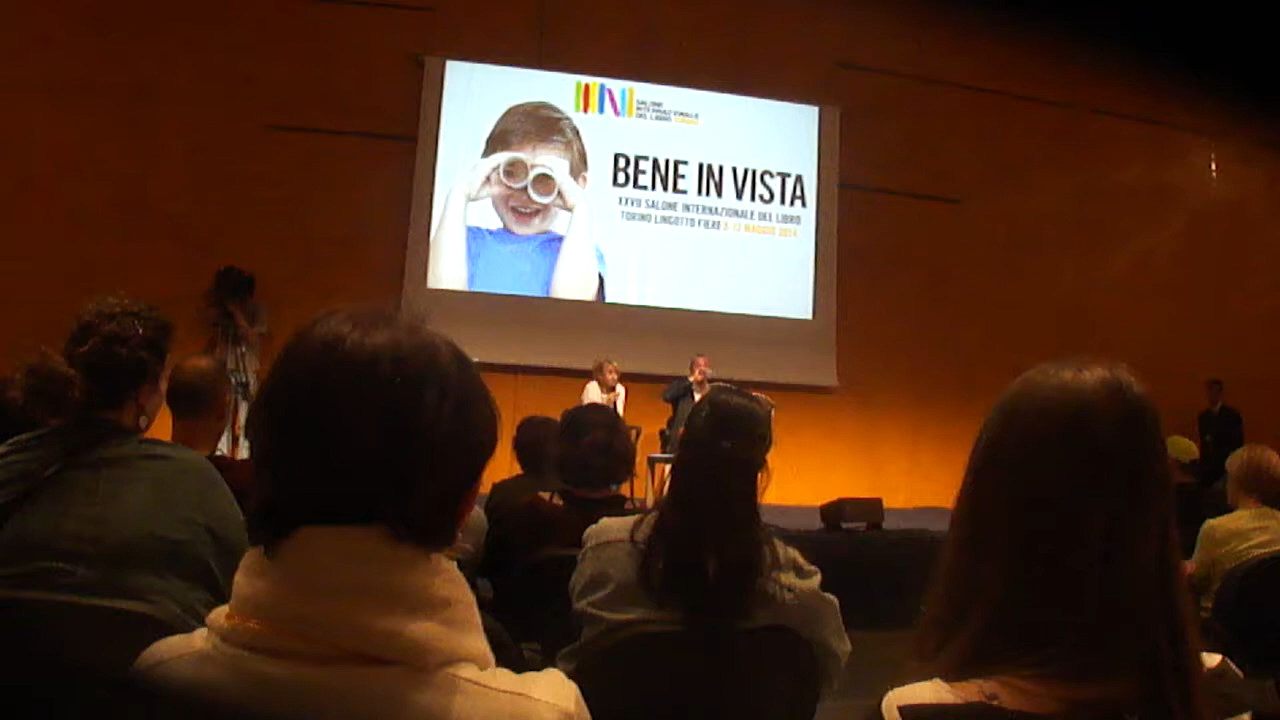 SALONE
INTERNAZIONALE
DEL LIBRO TORINO
BENE IN VISTA
XXVII SALONE INTERNAZIONALE DEL LIBRO
TORINO LINGOTTO FIERE 8-12 MAGGIO 2014